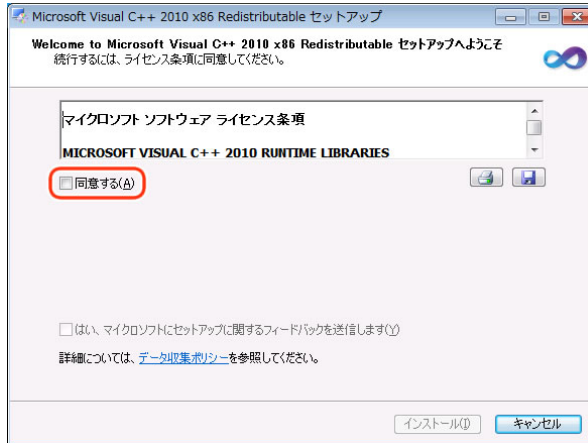 Microsoft Visual C++ 2010 x86 Redistributable セットアップ
Welcome to Microsoft Visual C++ 2010 x86 Redistributable セットアップへようこそ
続行するには、ライセンス条項に同意してください。
マイクロソフト ソフトウェア ライセンス条項
MICROSOFT VISUAL C++ 2010 RUNTIME LIBRARIES
同意する(A)
はい、マイクロソフトにセットアップに関するフィードバックを送信します(Y)
詳細については、データ収集ポリシーを参照してください。
インストール(I) キャンセル